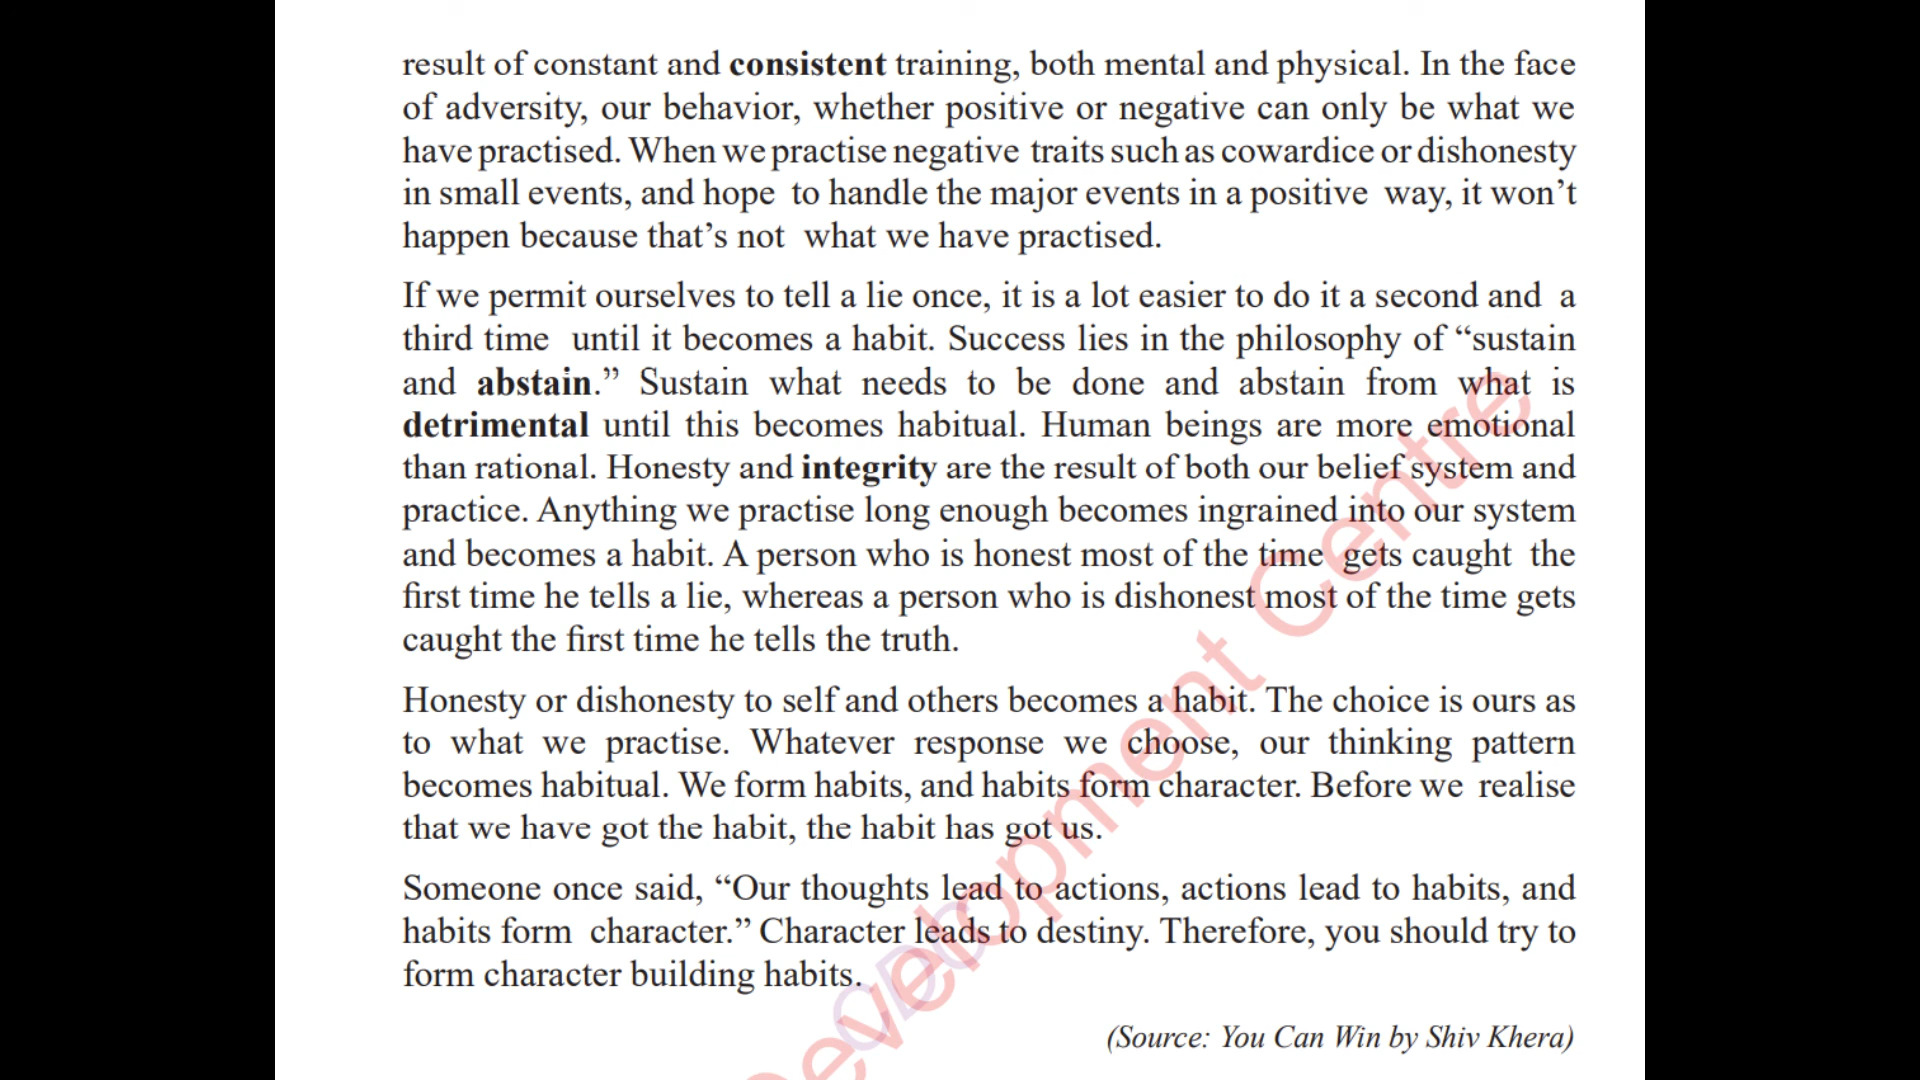 result of constant and consistent training, both mental and physical. In the face
of adversity, our behavior, whether positive or negative can only be what we
have practised. When we practise negative traits such as cowardice or dishonesty
in small events, and hope to handle the major events in a positive way, it won’t
happen because that’s not what we have practised.
If we permit ourselves to tell a lie once, it is a lot easier to do it a second and a
third time until it becomes a habit. Success lies in the philosophy of “sustain
and abstain.” Sustain what needs to be done and abstain from what is
detrimental until this becomes habitual. Human beings are more emotional
than rational. Honesty and integrity are the result of both our belief system and
practice. Anything we practise long enough becomes ingrained into our system
and becomes a habit. A person who is honest most of the time gets caught the
first time he tells a lie, whereas a person who is dishonest most of the time gets
caught the first time he tells the truth.
Honesty or dishonesty to self and others becomes a habit. The choice is ours as
to what we practise. Whatever response we choose, our thinking pattern
becomes habitual. We form habits, and habits form character. Before we realise
that we have got the habit, the habit has got us.
Someone once said, “Our thoughts lead to actions, actions lead to habits, and
habits form character.” Character leads to destiny. Therefore, you should try to
form character building habits.
(Source: You Can Win by Shiv Khera)
CDC
Development Centre